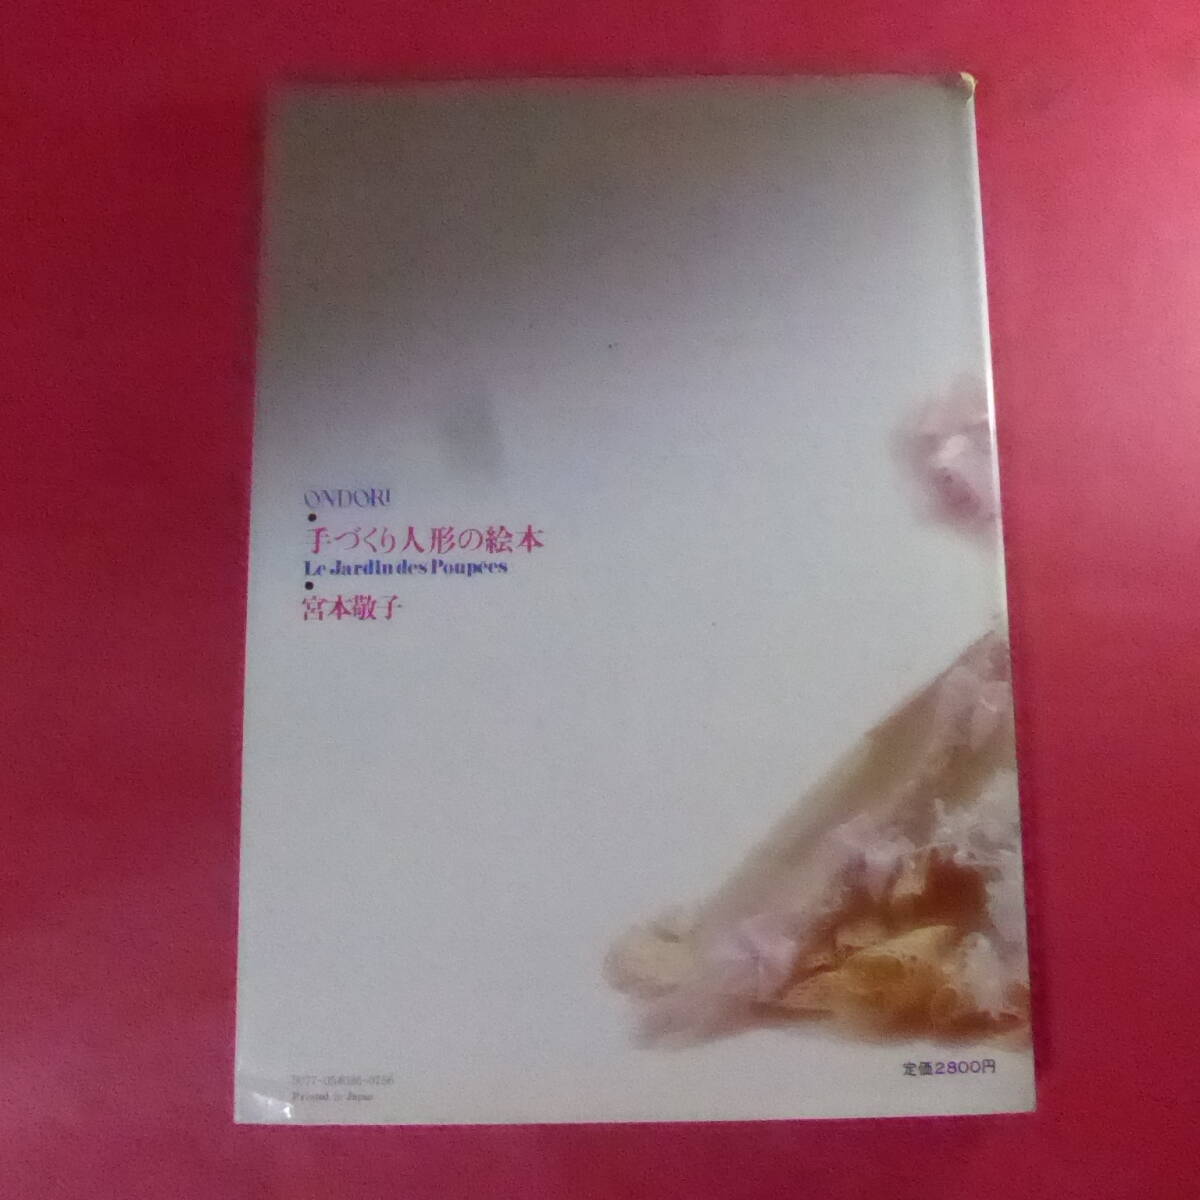 ONDORI
手づくり人形の絵本
Le Jardin des Poupées
宮本敬子
定価2800円
Printed in Japan